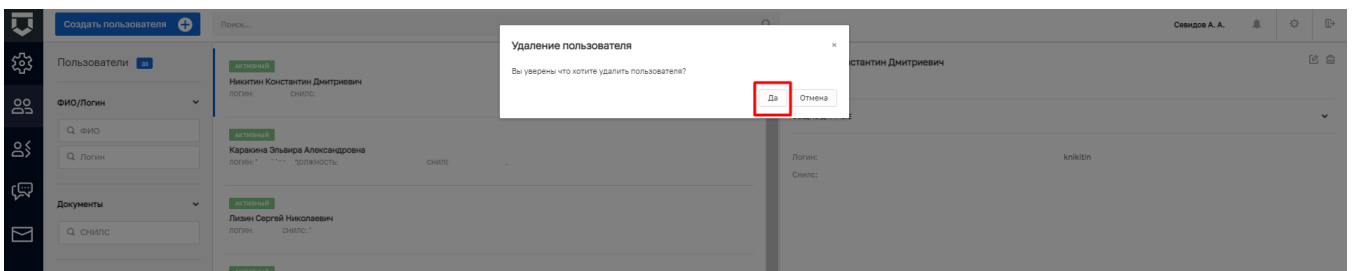 Создать пользователя
Поиск...
Севидов А. А.
Пользователи
ФИО/Логин
ФИО
Логин
Документы
СНИЛС
АКТИВНЫЙ
Никитин Константин Дмитриевич
ЛОГИН: СНИЛС:
АКТИВНЫЙ
Каракина Эльвира Александровна
ЛОГИН: ДОЛЖНОСТЬ: СНИЛС
АКТИВНЫЙ
Лизин Сергей Николаевич
ЛОГИН: СНИЛС:
Удаление пользователя
×
Вы уверены что хотите удалить пользователя?
Да Отмена
стантин Дмитриевич
Логин: knikitin
Снилс: